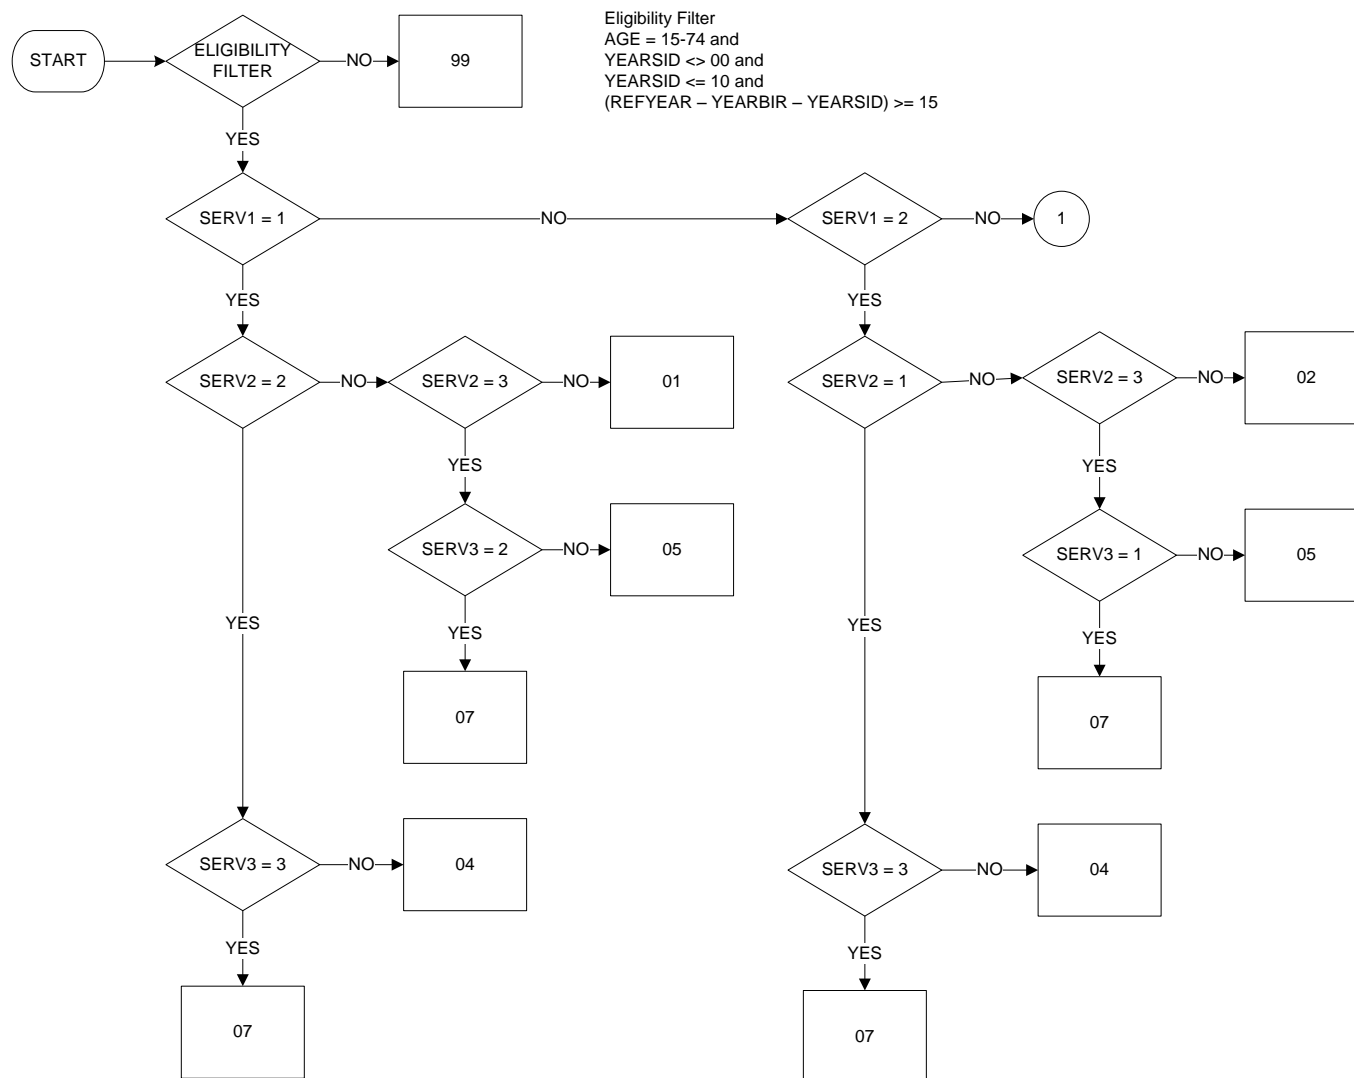 Eligibility Filter
AGE = 15-74 and
YEARSID <> 00 and
YEARSID <= 10 and
(REFYEAR – YEARBIR – YEARSID) >= 15
START
ELIGIBILITY
FILTER
NO
99
YES
SERV1 = 1
NO
SERV1 = 2
NO
1
YES
YES
SERV2 = 2
NO
SERV2 = 3
NO
01
SERV2 = 1
NO
SERV2 = 3
NO
02
YES
YES
SERV3 = 2
NO
05
SERV3 = 1
NO
05
YES
YES
YES
YES
07
07
SERV3 = 3
NO
04
SERV3 = 3
NO
04
YES
YES
07
07